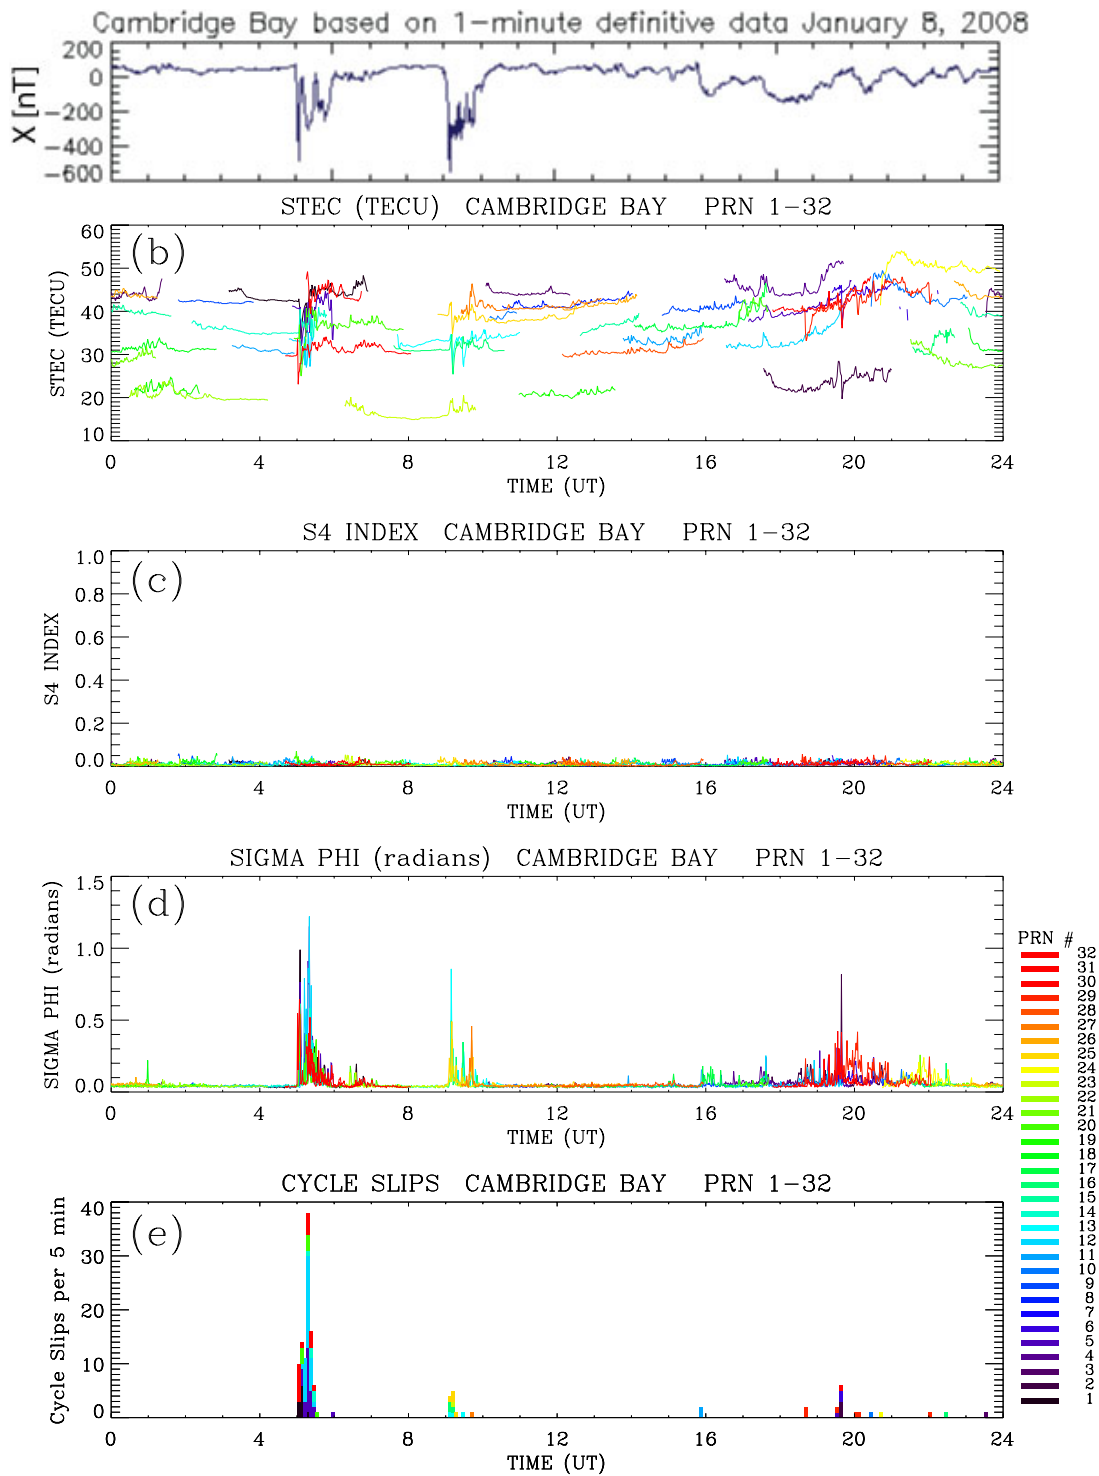 Cambridge Bay based on 1-minute definitive data January 8, 2008
200
0
-200
-400
-600
X [nT]
STEC (TECU) CAMBRIDGE BAY PRN 1-32
(b)
60
50
40
30
20
10
STEC (TECU)
0 4 8 12 16 20 24
TIME (UT)
S4 INDEX CAMBRIDGE BAY PRN 1-32
(c)
1.0
0.8
0.6
0.4
0.2
0.0
S4 INDEX
0 4 8 12 16 20 24
TIME (UT)
SIGMA PHI (radians) CAMBRIDGE BAY PRN 1-32
(d)
1.5
1.0
0.5
0.0
SIGMA PHI (radians)
0 4 8 12 16 20 24
TIME (UT)
CYCLE SLIPS CAMBRIDGE BAY PRN 1-32
(e)
40
30
20
10
0
Cycle Slips per 5 min
0 4 8 12 16 20 24
TIME (UT)
PRN #
32
31
30
29
28
27
26
25
24
23
22
21
20
19
18
17
16
15
14
13
12
11
10
9
8
7
6
5
4
3
2
1